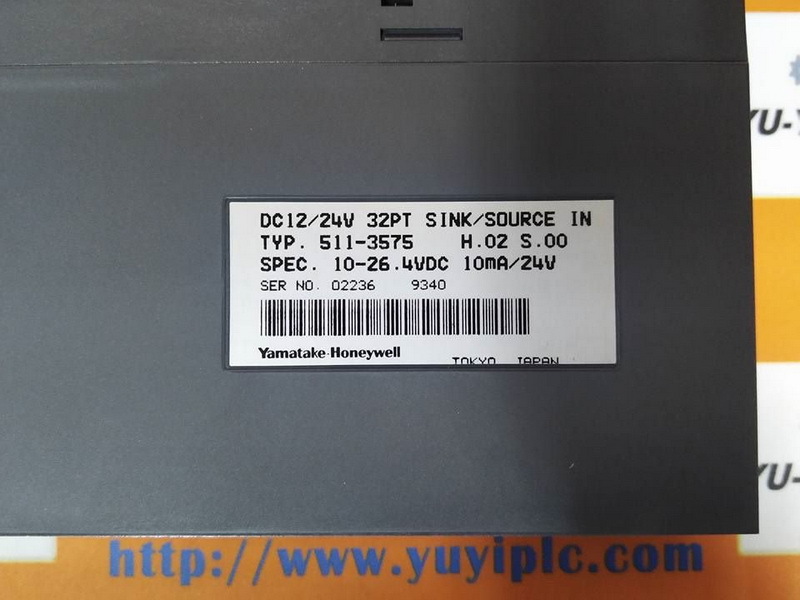 DC12/24V 32PT SINK/SOURCE IN
TYP. 511-3575 H.02 S.00
SPEC. 10-26.4VDC 10mA/24V
SER NO. 02236 9340
Yamatake-Honeywell
TOKYO JAPAN
http://www.yuyiplc.com